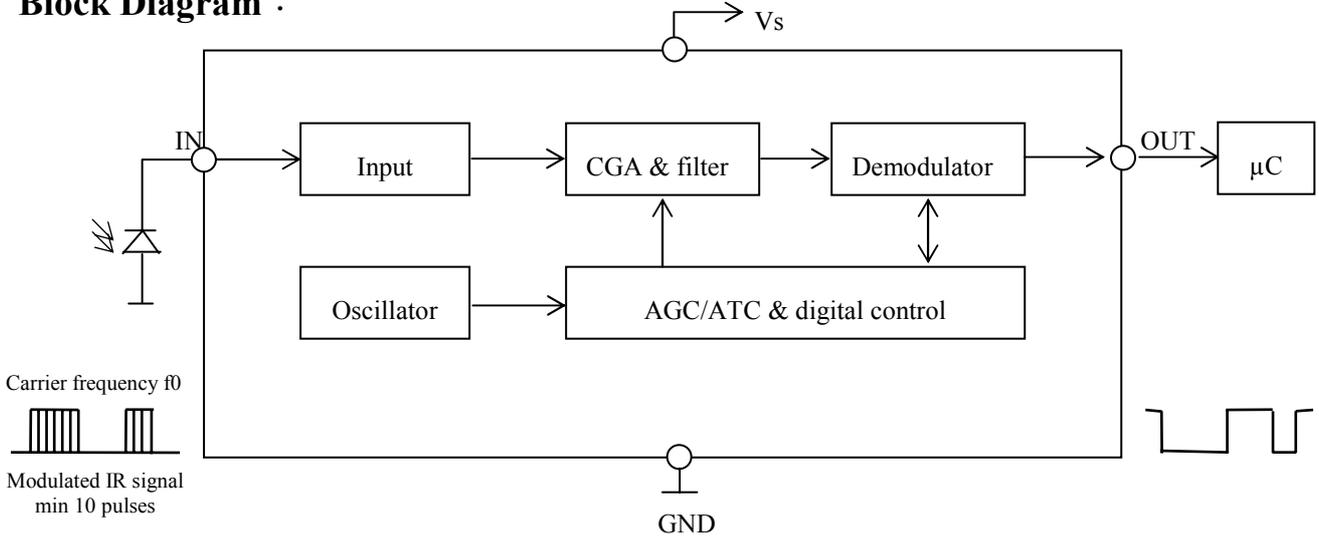 Block Diagram :
Vs
IN
OUT
Input
CGA & filter
Demodulator
µC
Oscillator
AGC/ATC & digital control
Carrier frequency f0
Modulated IR signal
min 10 pulses
GND